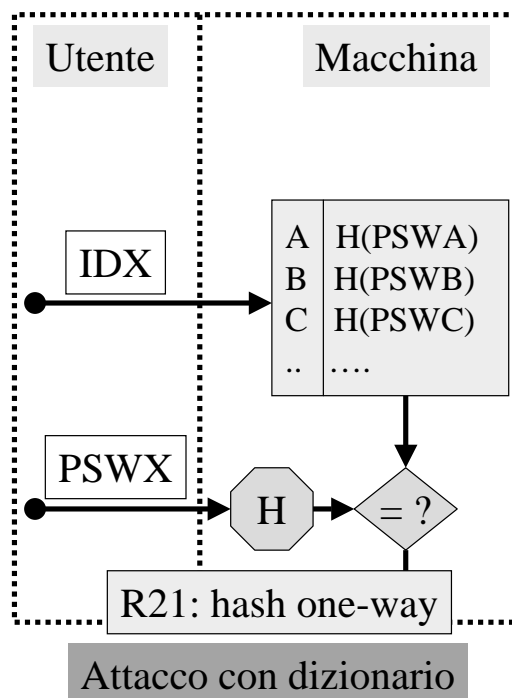 Utente
Macchina
IDX
A H(PSWA)
B H(PSWB)
C H(PSWC)
.. ....
PSWX
H
= ?
R21: hash one-way
Attacco con dizionario